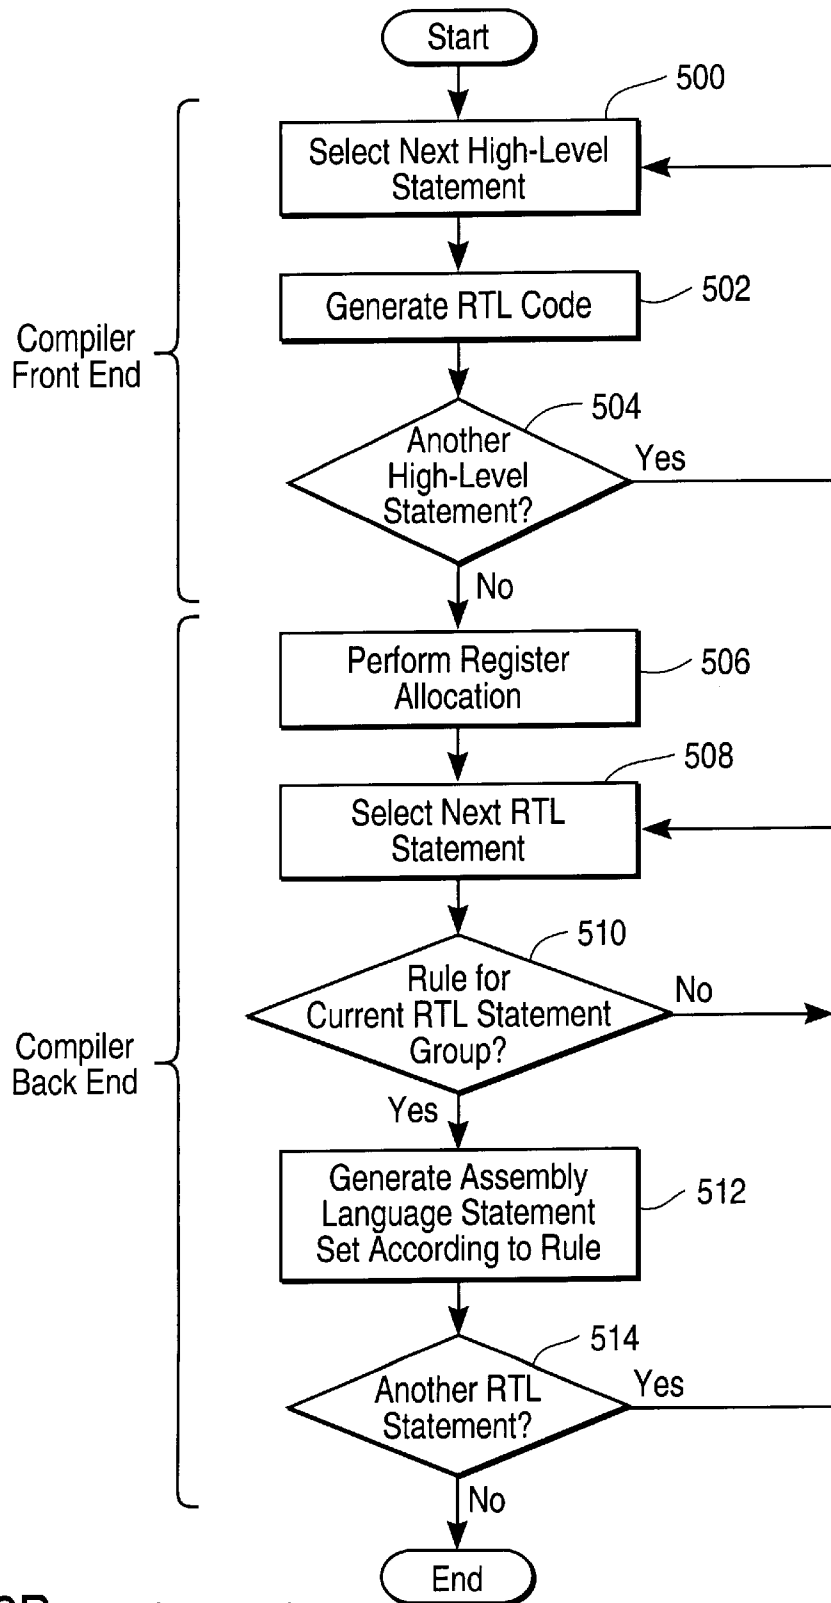 Start
500
Select Next High-Level
Statement
Generate RTL Code
502
Compiler
Front End
504
Another
High-Level
Statement?
Yes
No
Perform Register
Allocation
506
508
Select Next RTL
Statement
510
Rule for
Current RTL Statement
Group?
No
Compiler
Back End
Yes
Generate Assembly
Language Statement
Set According to Rule
512
514
Another RTL
Statement?
Yes
No
End